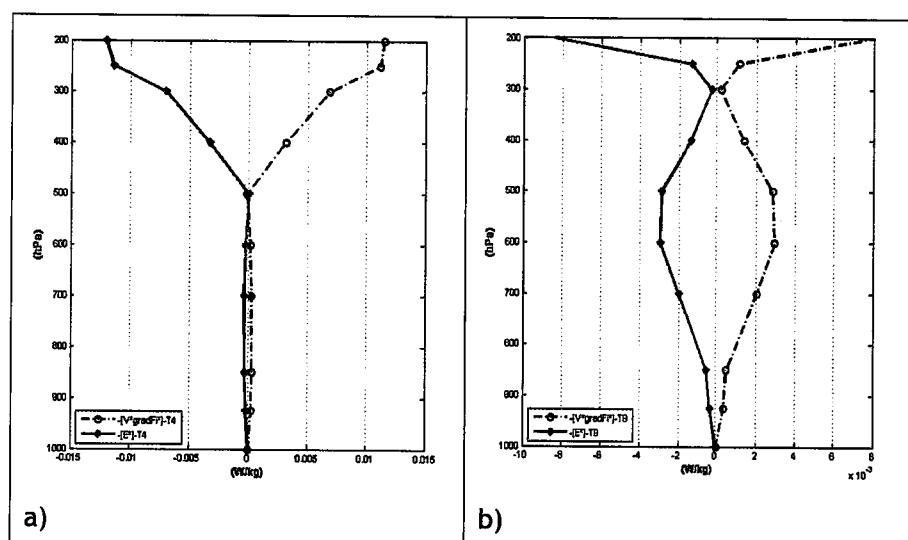 200
300
400
500
600
700
800
900
1000
(hPa)
-[V*gradFi*]-T4
-[E*]-T4
-0.015 -0.01 -0.005 0 0.005 0.01 0.015
(W/kg)
a)
200
300
400
500
600
700
800
900
1000
(hPa)
-[V*gradFi*]-T9
-[E*]-T9
-10 -8 -6 -4 -2 0 2 4 6 8
(W/kg)
× 10⁻³
b)